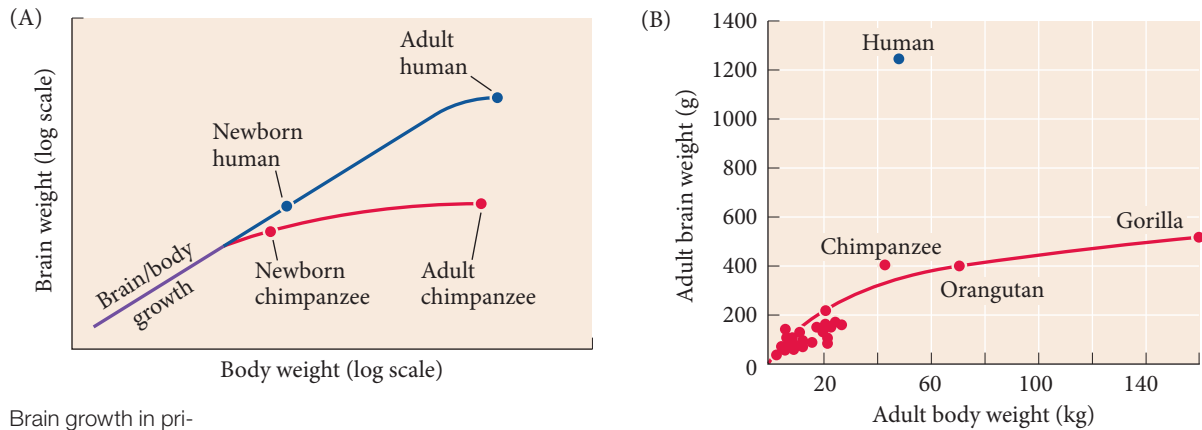 (A)
Brain weight (log scale)
Adult
human
Newborn
human
Brain/body
growth
Newborn
chimpanzee
Adult
chimpanzee
Body weight (log scale)
Brain growth in pri-
(B)
Adult brain weight (g)
1400
1200
1000
800
600
400
200
0
Human
Chimpanzee
Orangutan
Gorilla
20 60 100 140
Adult body weight (kg)